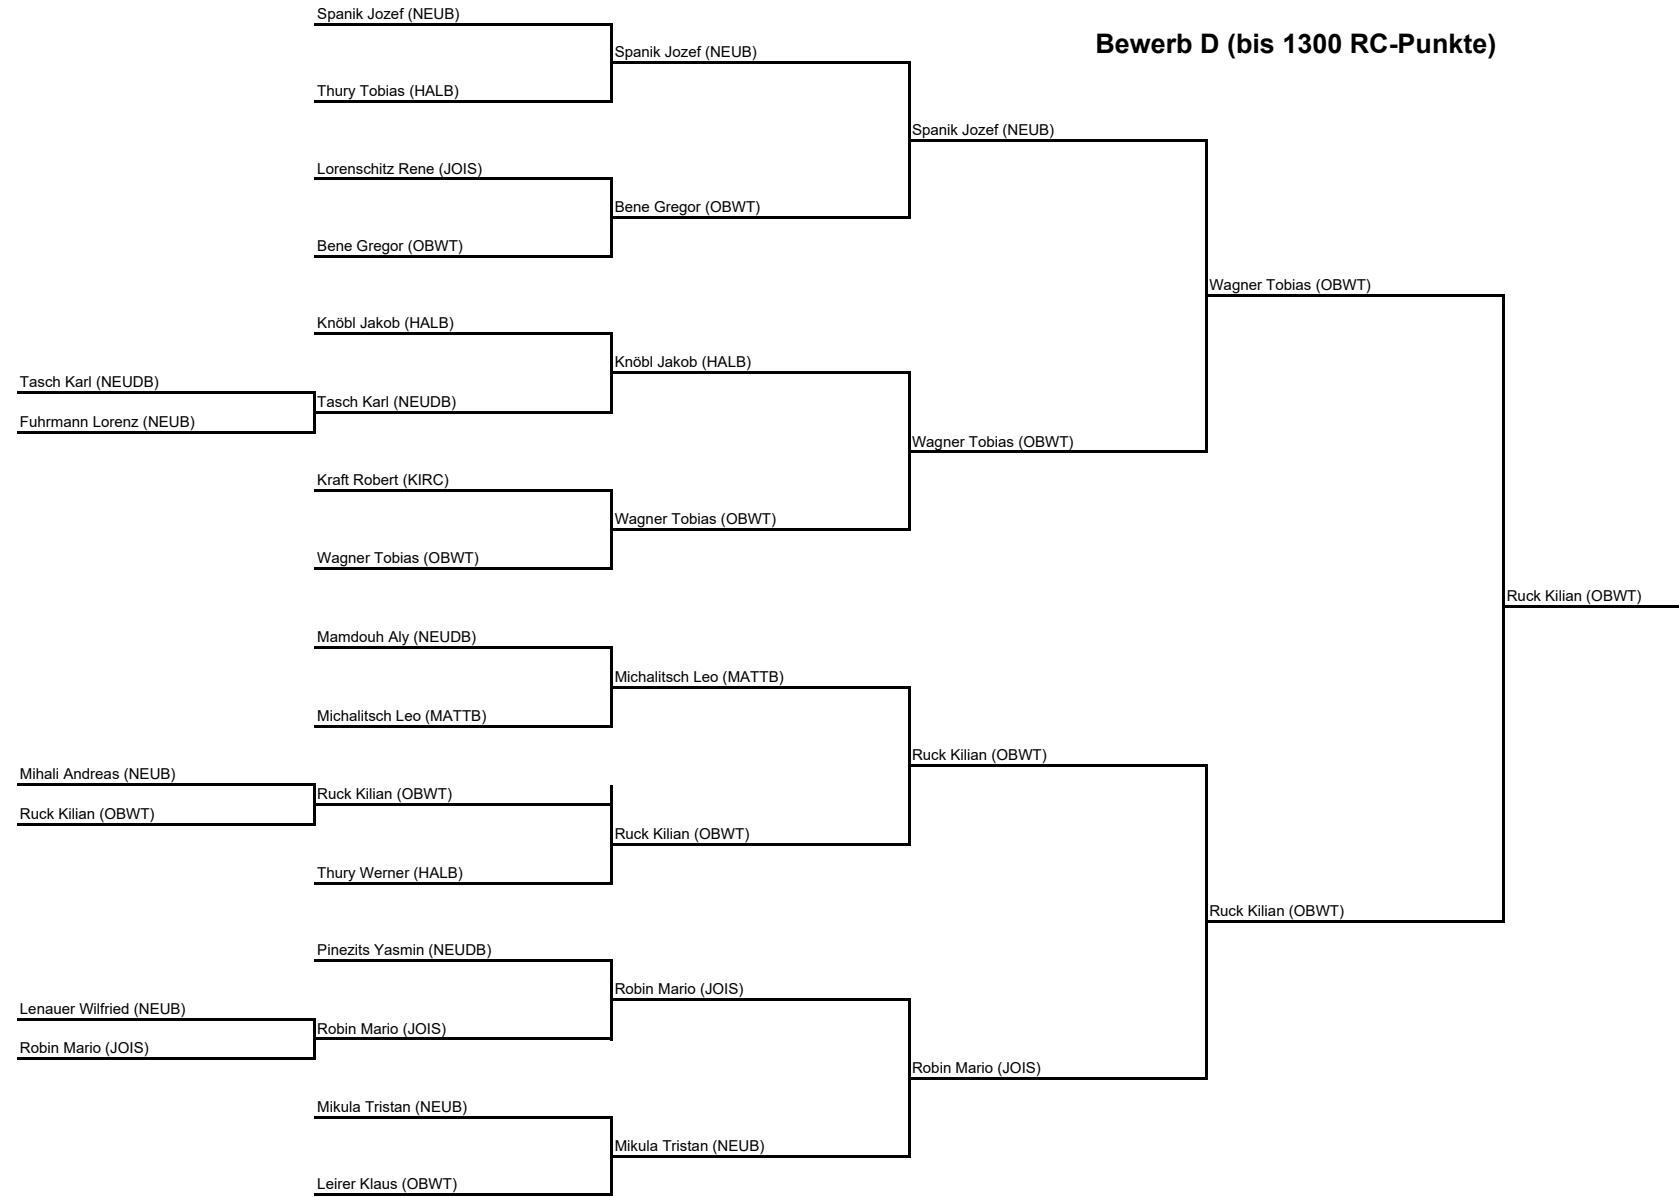 Spanik Jozef (NEUB)
Bewerb D (bis 1300 RC-Punkte)
Spanik Jozef (NEUB)
Thury Tobias (HALB)
Spanik Jozef (NEUB)
Lorenschitz Rene (JOIS)
Bene Gregor (OBWT)
Bene Gregor (OBWT)
Wagner Tobias (OBWT)
Knöbl Jakob (HALB)
Knöbl Jakob (HALB)
Tasch Karl (NEUDB)
Tasch Karl (NEUDB)
Fuhrmann Lorenz (NEUB)
Wagner Tobias (OBWT)
Kraft Robert (KIRC)
Wagner Tobias (OBWT)
Wagner Tobias (OBWT)
Ruck Kilian (OBWT)
Mamdouh Aly (NEUDB)
Michalitsch Leo (MATTB)
Michalitsch Leo (MATTB)
Ruck Kilian (OBWT)
Mihali Andreas (NEUB)
Ruck Kilian (OBWT)
Ruck Kilian (OBWT)
Ruck Kilian (OBWT)
Thury Werner (HALB)
Ruck Kilian (OBWT)
Pinezits Yasmin (NEUDB)
Robin Mario (JOIS)
Lenauer Wilfried (NEUB)
Robin Mario (JOIS)
Robin Mario (JOIS)
Robin Mario (JOIS)
Mikula Tristan (NEUB)
Mikula Tristan (NEUB)
Leirer Klaus (OBWT)